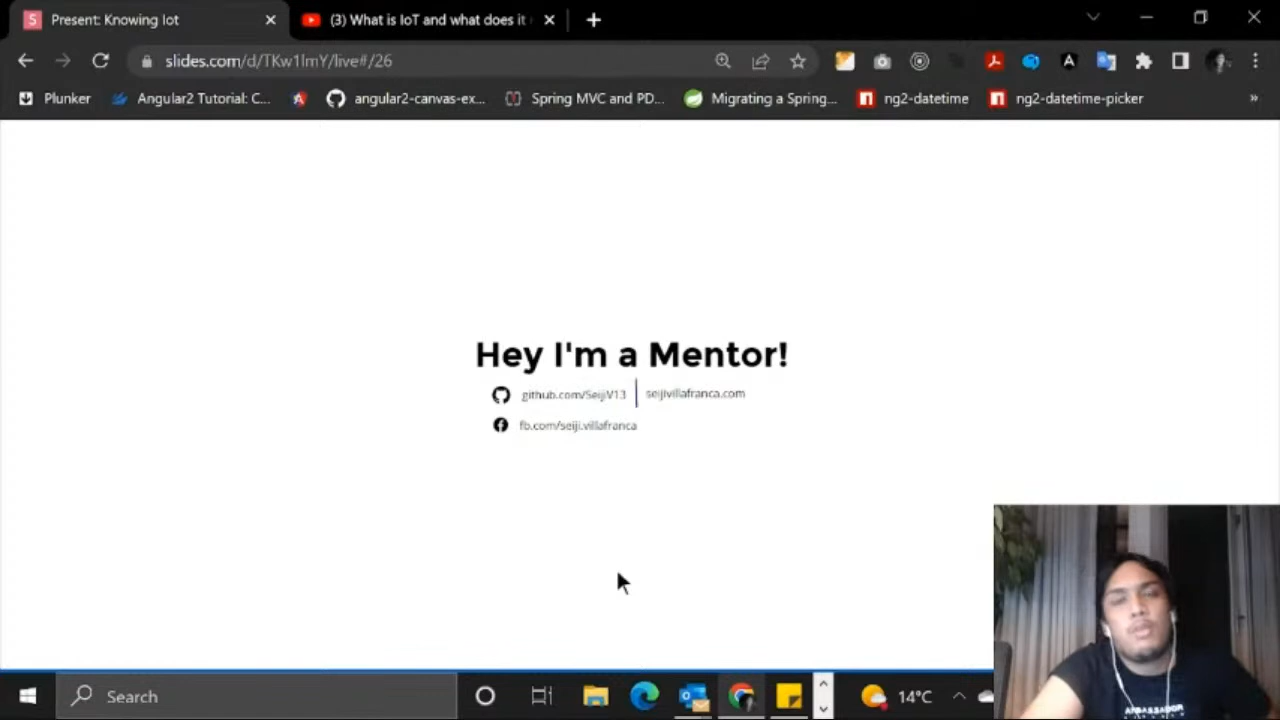 S Present: Knowing Iot
(3) What is IoT and what does it
slides.com/d/TKw1lmY/live#/26
Plunker Angular2 Tutorial: C... angular2-canvas-ex... Spring MVC and PD... Migrating a Spring... ng2-datetime ng2-datetime-picker »
Hey I'm a Mentor!
github.com/SeijiV13 seijivillafranca.com
fb.com/seiji.villafranca
AMBASSADOR
Search 14°C